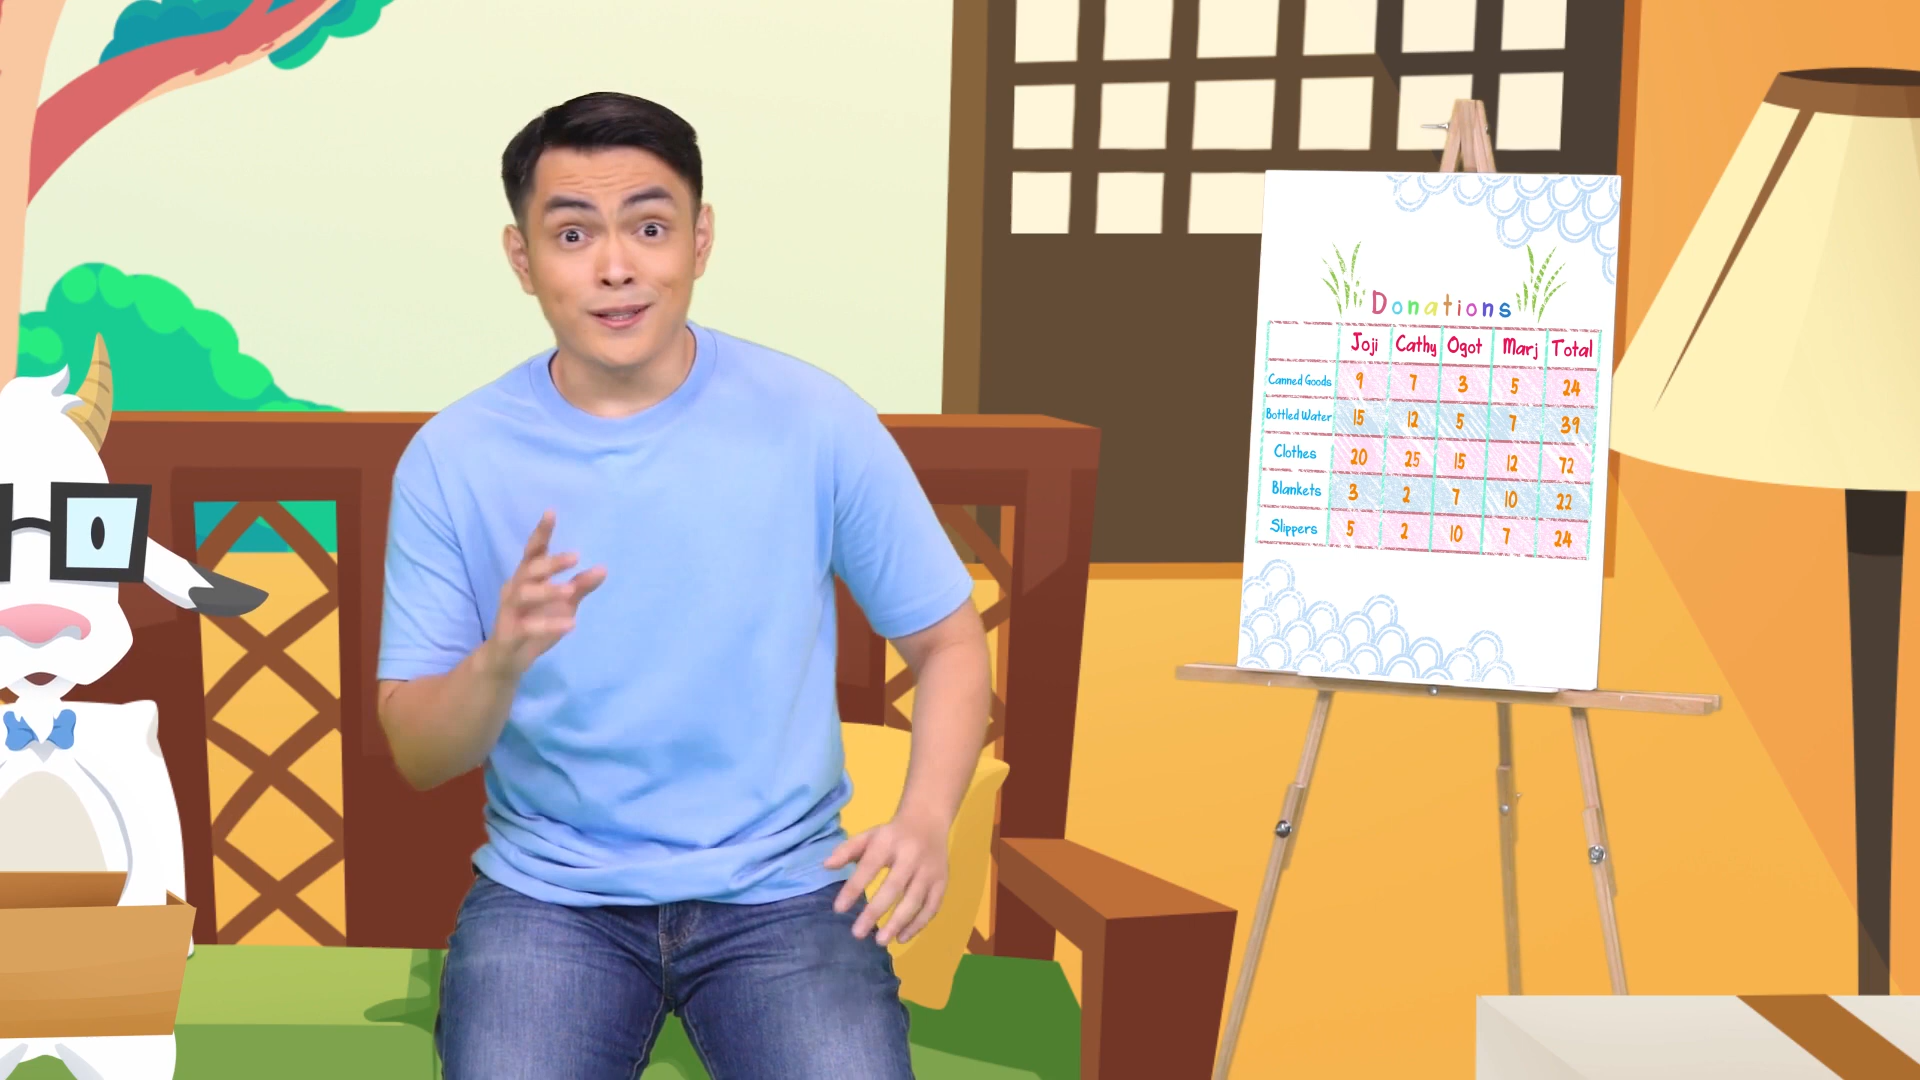 Donations
Joji Cathy Ogot Marj Total
Canned Goods 9 7 3 5 24
Bottled Water 15 12 5 7 39
Clothes 20 25 15 12 72
Blankets 3 2 7 10 22
Slippers 5 2 10 7 24